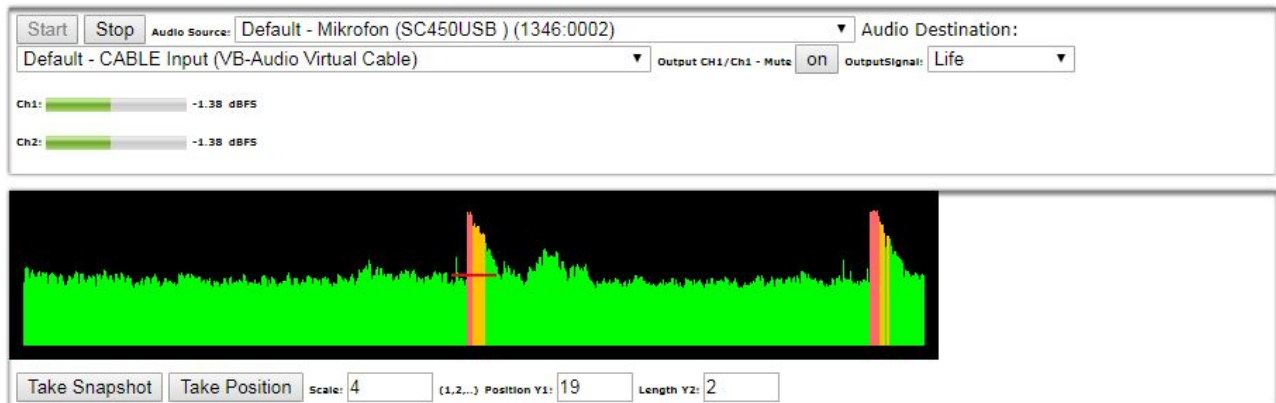 Start Stop Audio Source: Default - Mikrofon (SC450USB ) (1346:0002) Audio Destination:
Default - CABLE Input (VB-Audio Virtual Cable) Output CH1/Ch1 - Mute on OutputSignal: Life
Ch1: -1.38 dBFS
Ch2: -1.38 dBFS
Take Snapshot Take Position Scale: 4 {1,2,..} Position Y1: 19 Length Y2: 2